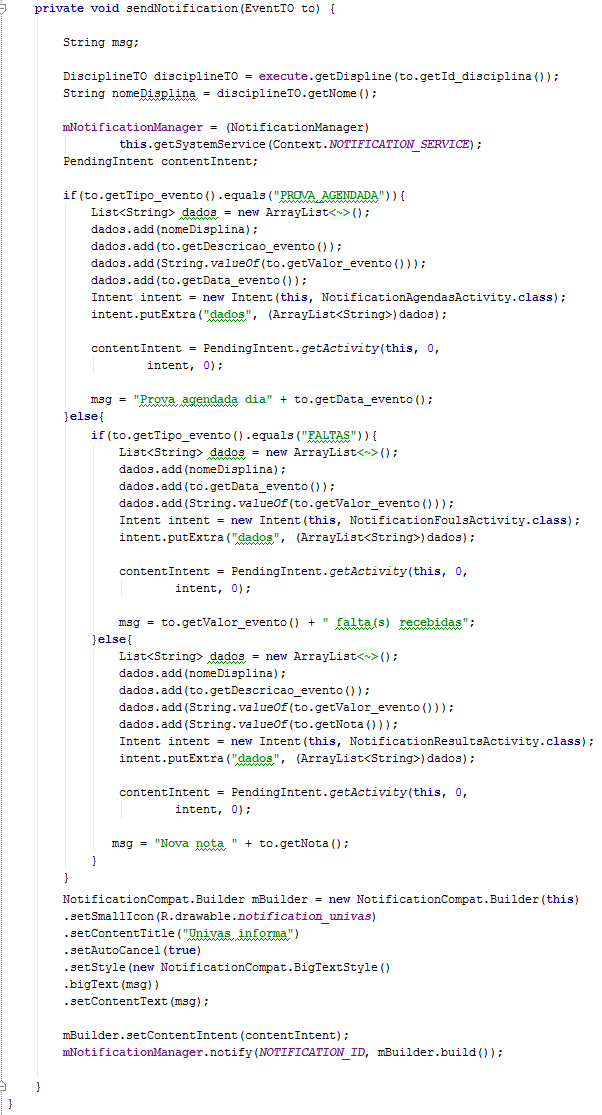 private void sendNotification(EventTO to) {
String msg;
DisciplineTO disciplineTO = execute.getDispline(to.getId_disciplina());
String nomeDisplina = disciplineTO.getNome();
mNotificationManager = (NotificationManager)
this.getSystemService(Context.NOTIFICATION_SERVICE);
PendingIntent contentIntent;
if(to.getTipo_evento().equals("PROVA_AGENDADA")){
List<String> dados = new ArrayList<~>();
dados.add(nomeDisplina);
dados.add(to.getDescricao_evento());
dados.add(String.valueOf(to.getValor_evento()));
dados.add(to.getData_evento());
Intent intent = new Intent(this, NotificationAgendasActivity.class);
intent.putExtra("dados", (ArrayList<String>)dados);
contentIntent = PendingIntent.getActivity(this, 0,
intent, 0);
msg = "Prova agendada dia" + to.getData_evento();
}else{
if(to.getTipo_evento().equals("FALTAS")){
List<String> dados = new ArrayList<~>();
dados.add(nomeDisplina);
dados.add(to.getData_evento());
dados.add(String.valueOf(to.getValor_evento()));
Intent intent = new Intent(this, NotificationFoulsActivity.class);
intent.putExtra("dados", (ArrayList<String>)dados);
contentIntent = PendingIntent.getActivity(this, 0,
intent, 0);
msg = to.getValor_evento() + " falta(s) recebidas";
}else{
List<String> dados = new ArrayList<~>();
dados.add(nomeDisplina);
dados.add(to.getDescricao_evento());
dados.add(String.valueOf(to.getValor_evento()));
dados.add(String.valueOf(to.getNota()));
Intent intent = new Intent(this, NotificationResultsActivity.class);
intent.putExtra("dados", (ArrayList<String>)dados);
contentIntent = PendingIntent.getActivity(this, 0,
intent, 0);
msg = "Nova nota " + to.getNota();
}
}
NotificationCompat.Builder mBuilder = new NotificationCompat.Builder(this)
.setSmallIcon(R.drawable.notification_univas)
.setContentTitle("Univas informa")
.setAutoCancel(true)
.setStyle(new NotificationCompat.BigTextStyle()
.bigText(msg))
.setContentText(msg);
mBuilder.setContentIntent(contentIntent);
mNotificationManager.notify(NOTIFICATION_ID, mBuilder.build());
}
}